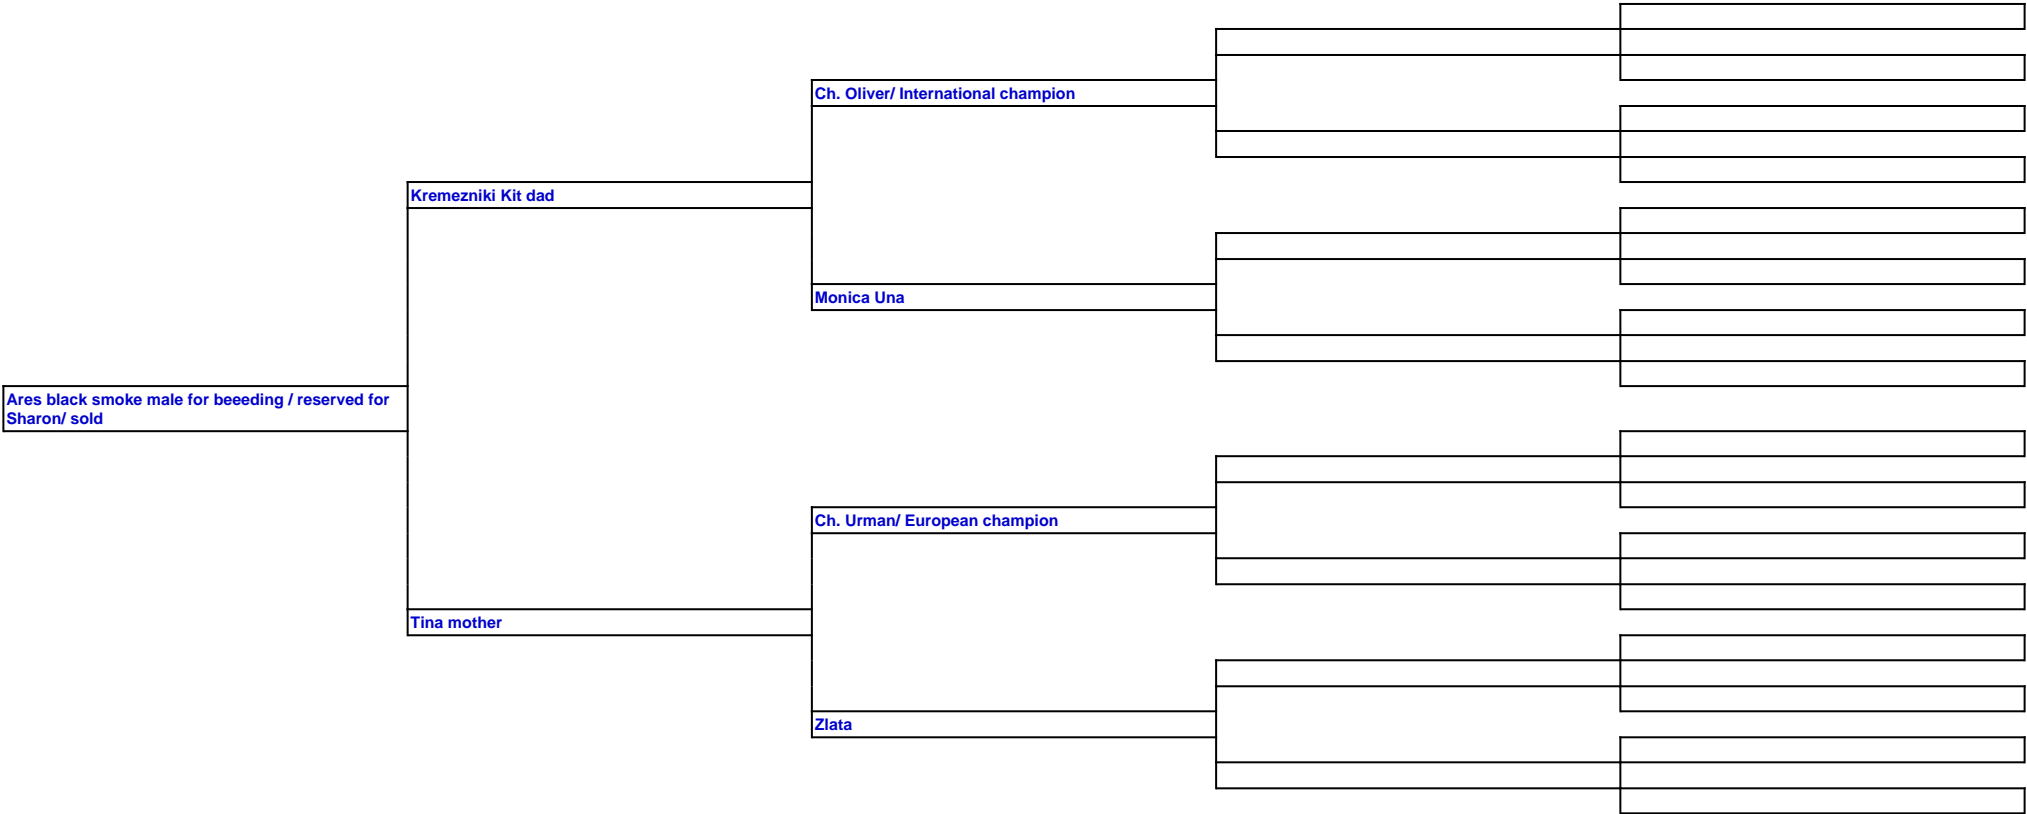 Ch. Oliver/ International champion
Kremezniki Kit dad
Monica Una
Ares black smoke male for beeeding / reserved for
Sharon/ sold
Ch. Urman/ European champion
Tina mother
Zlata